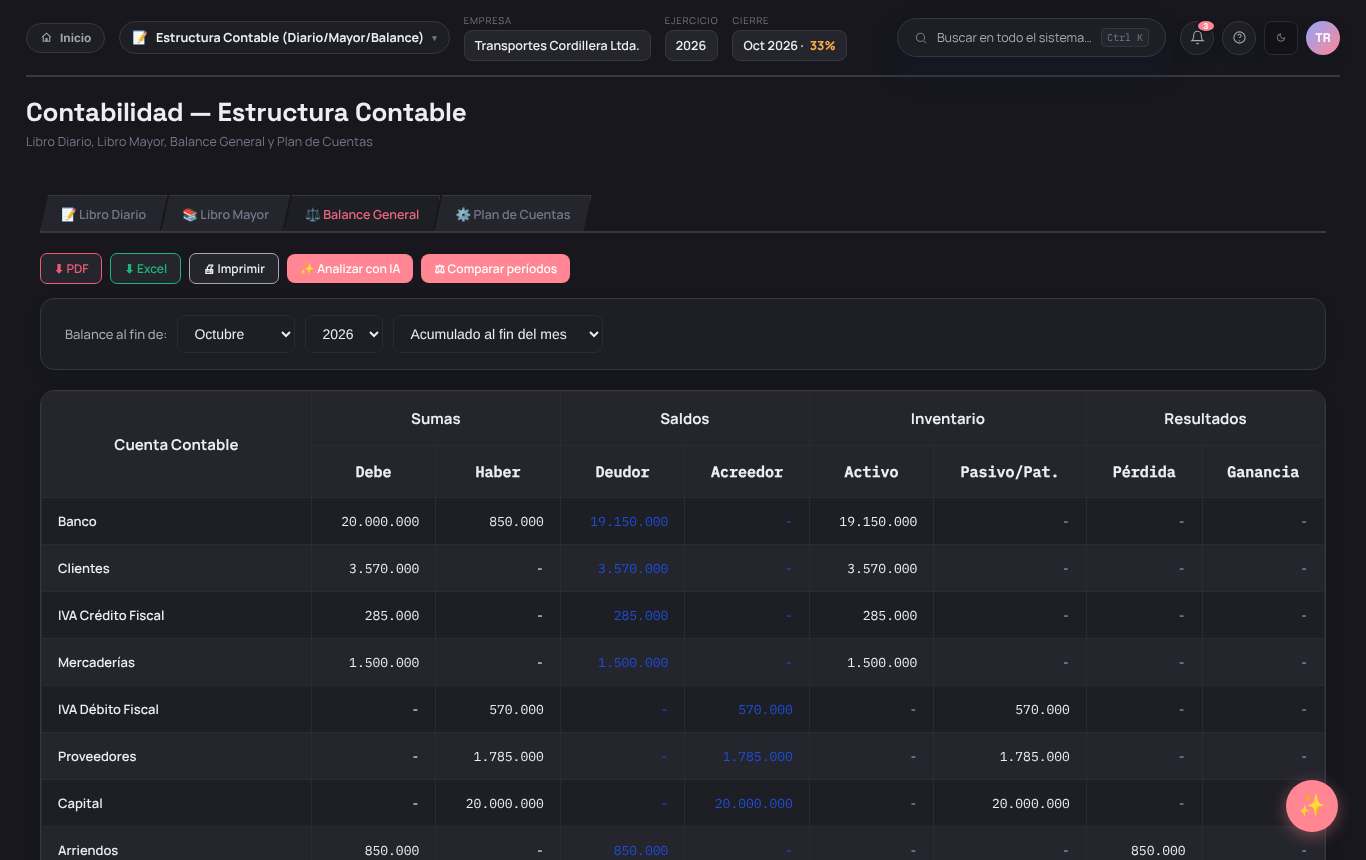 Inicio
📝 Estructura Contable (Diario/Mayor/Balance) ▾
EMPRESA
Transportes Cordillera Ltda.
EJERCICIO
2026
CIERRE
Oct 2026 · 33%
Buscar en todo el sistema... Ctrl K
3
TR
Contabilidad — Estructura Contable
Libro Diario, Libro Mayor, Balance General y Plan de Cuentas
📝 Libro Diario
📚 Libro Mayor
⚖️ Balance General
⚙️ Plan de Cuentas
⬇ PDF
⬇ Excel
🖨 Imprimir
✨ Analizar con IA
⚖ Comparar períodos
Balance al fin de: Octubre 2026 Acumulado al fin del mes
Cuenta Contable Sumas Saldos Inventario Resultados
Debe Haber Deudor Acreedor Activo Pasivo/Pat. Pérdida Ganancia
Banco 20.000.000 850.000 19.150.000 - 19.150.000 - - -
Clientes 3.570.000 - 3.570.000 - 3.570.000 - - -
IVA Crédito Fiscal 285.000 - 285.000 - 285.000 - - -
Mercaderías 1.500.000 - 1.500.000 - 1.500.000 - - -
IVA Débito Fiscal - 570.000 - 570.000 - 570.000 - -
Proveedores - 1.785.000 - 1.785.000 - 1.785.000 - -
Capital - 20.000.000 - 20.000.000 - 20.000.000 -
Arriendos 850.000 - 850.000 - - - 850.000 -